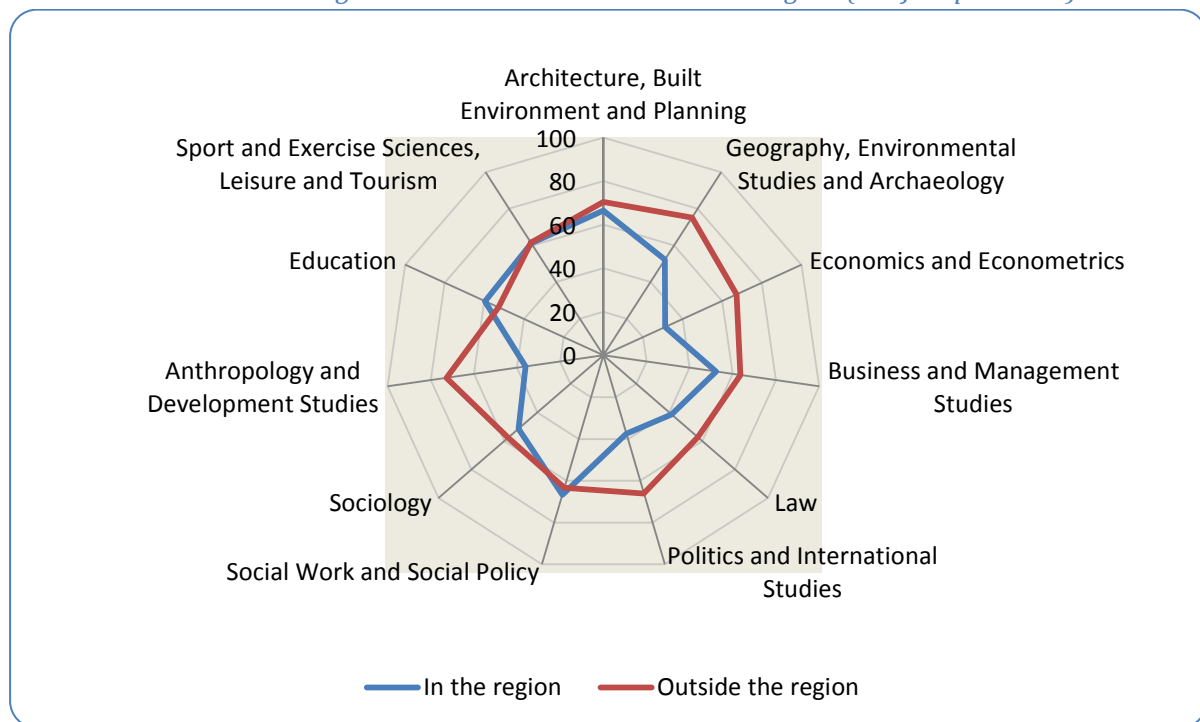 Architecture, Built
Environment and Planning
Geography, Environmental
Studies and Archaeology
Economics and Econometrics
Business and Management
Studies
Law
Politics and International
Studies
Social Work and Social Policy
Sociology
Anthropology and
Development Studies
Education
Sport and Exercise Sciences,
Leisure and Tourism
100
80
60
40
20
0
In the region
Outside the region